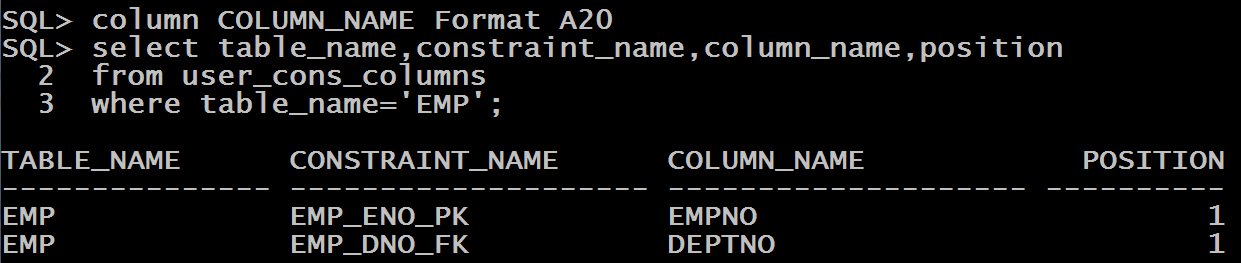 SQL> column COLUMN_NAME Format A20
SQL> select table_name,constraint_name,column_name,position
  2  from user_cons_columns
  3  where table_name='EMP';
TABLE_NAME      CONSTRAINT_NAME      COLUMN_NAME            POSITION
--------------- -------------------- -------------------- ----------
EMP             EMP_ENO_PK           EMPNO                         1
EMP             EMP_DNO_FK           DEPTNO                        1